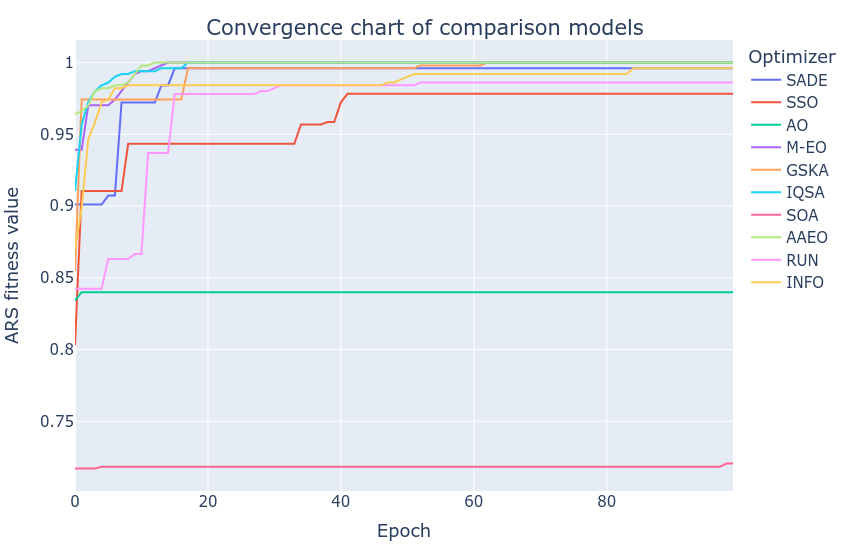 Convergence chart of comparison models
ARS fitness value
1
0.95
0.9
0.85
0.8
0.75
0
20
40
60
80
Epoch
Optimizer
SADE
SSO
AO
M-EO
GSKA
IQSA
SOA
AAEO
RUN
INFO